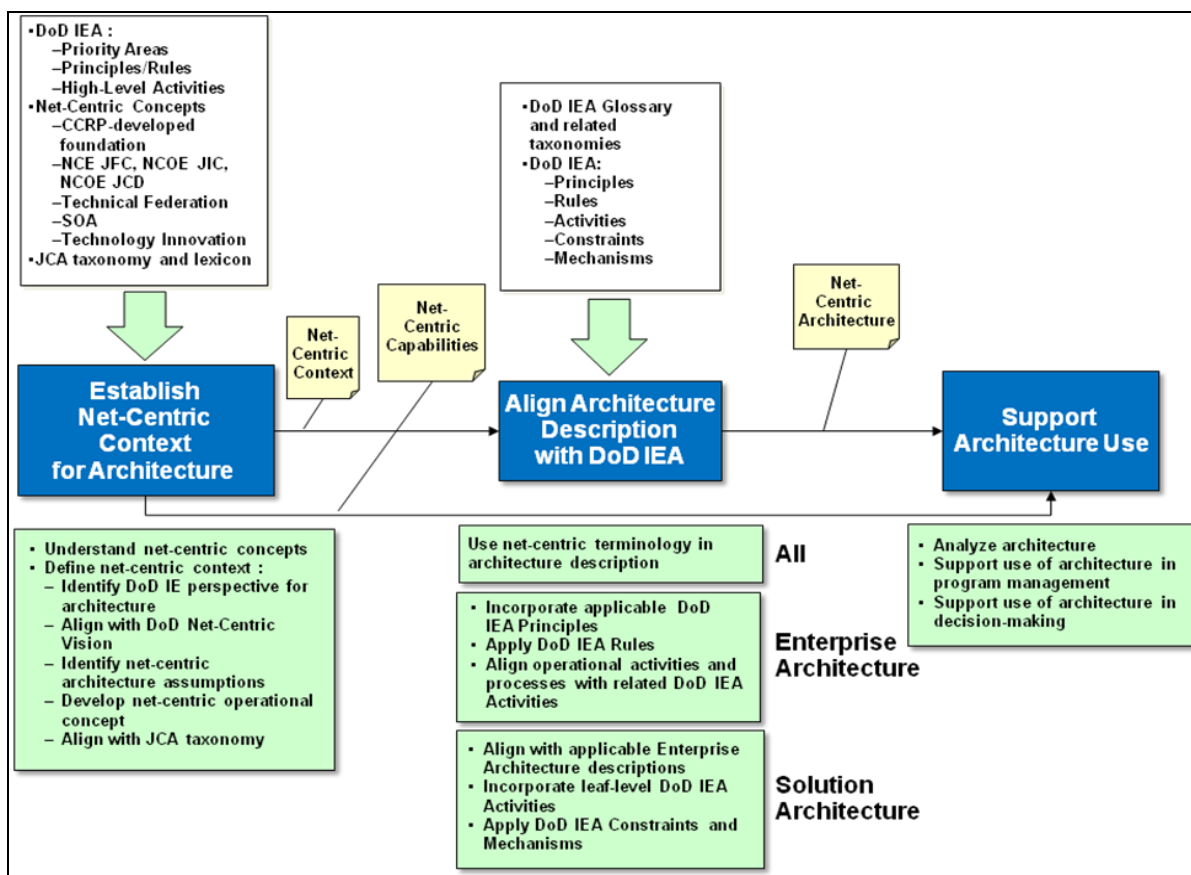 ▪DoD IEA :
–Priority Areas
–Principles/Rules
–High-Level Activities
▪Net-Centric Concepts
–CCRP-developed
foundation
–NCE JFC, NCOE JIC,
NCOE JCD
–Technical Federation
–SOA
–Technology Innovation
▪JCA taxonomy and lexicon
▪DoD IEA Glossary
and related
taxonomies
▪DoD IEA:
–Principles
–Rules
–Activities
–Constraints
–Mechanisms
Net-
Centric
Context
Net-
Centric
Capabilities
Net-
Centric
Architecture
Establish
Net-Centric
Context
for Architecture
Align Architecture
Description
with DoD IEA
Support
Architecture Use
▪ Understand net-centric concepts
▪ Define net-centric context :
– Identify DoD IE perspective for
architecture
– Align with DoD Net-Centric
Vision
– Identify net-centric
architecture assumptions
– Develop net-centric operational
concept
– Align with JCA taxonomy
Use net-centric terminology in
architecture description
All
▪ Incorporate applicable DoD
IEA Principles
▪ Apply DoD IEA Rules
▪ Align operational activities and
processes with related DoD IEA
Activities
Enterprise
Architecture
▪ Align with applicable Enterprise
Architecture descriptions
▪ Incorporate leaf-level DoD IEA
Activities
▪ Apply DoD IEA Constraints and
Mechanisms
Solution
Architecture
▪ Analyze architecture
▪ Support use of architecture in
program management
▪ Support use of architecture in
decision-making